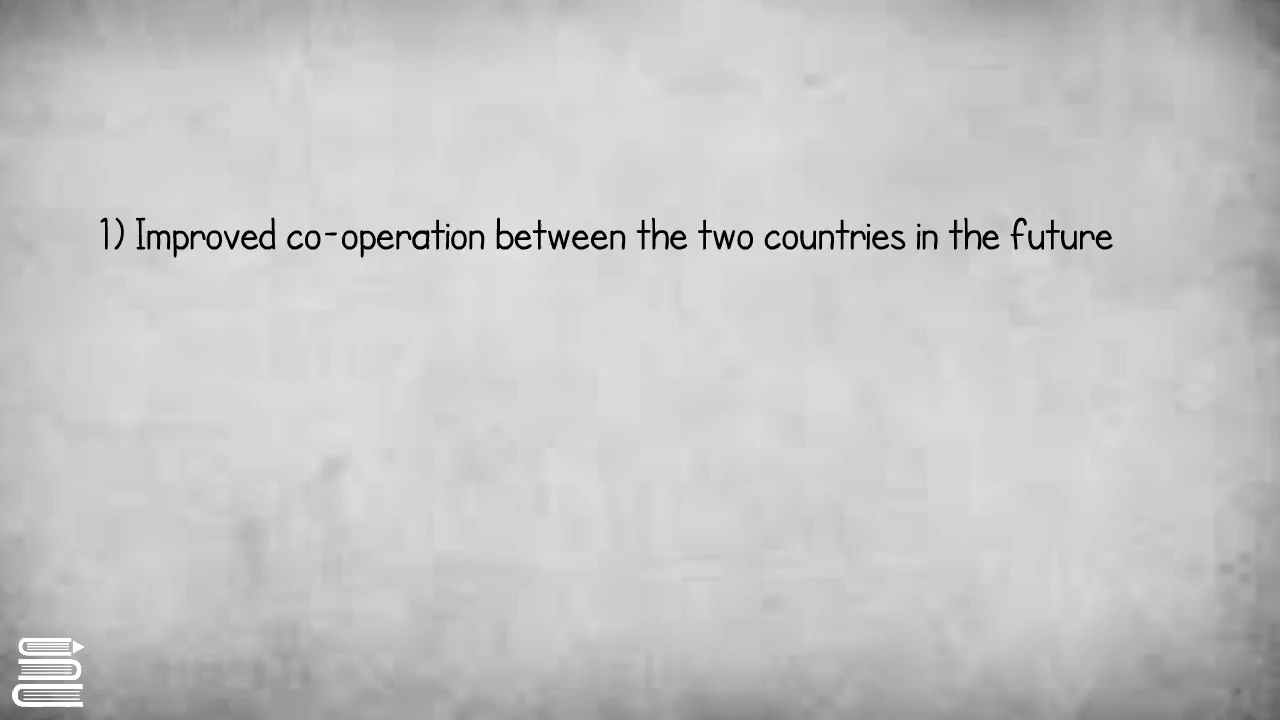 1) Improved co-operation between the two countries in the future